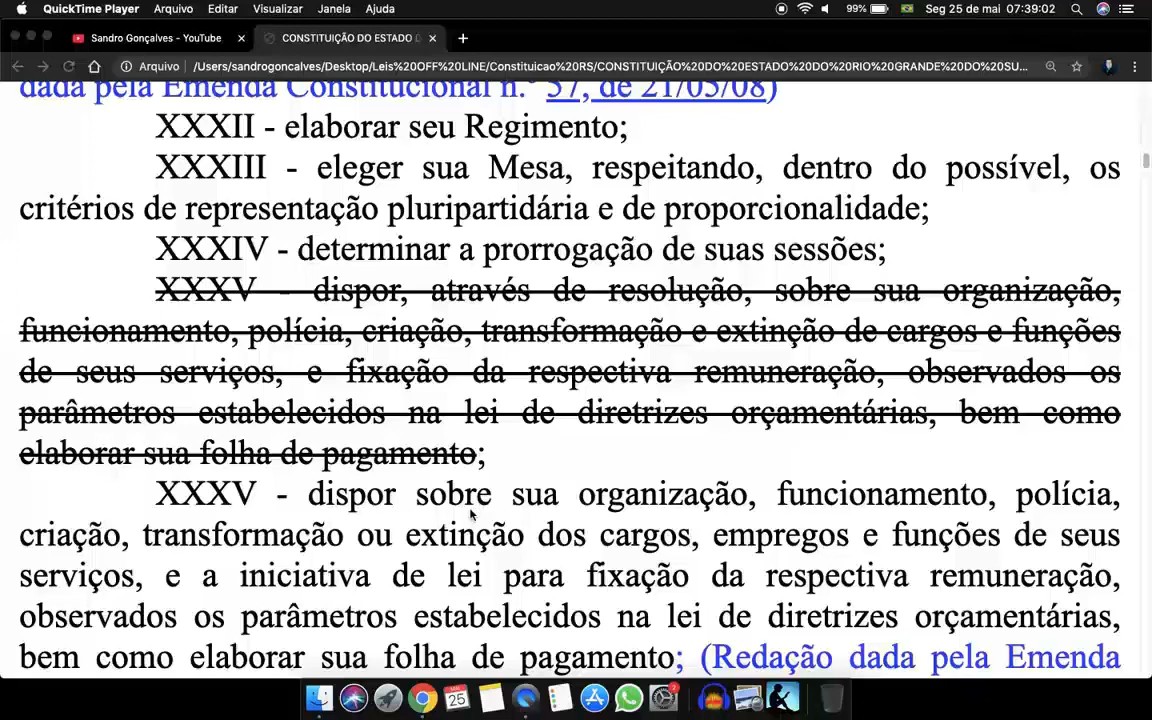 QuickTime Player Arquivo Editar Visualizar Janela Ajuda 99% Seg 25 de mai 07:39:02
Sandro Gonçalves - YouTube × CONSTITUIÇÃO DO ESTADO × +
Arquivo /Users/sandrogoncalves/Desktop/Leis%20OFF%20LINE/Constituicao%20RS/CONSTITUIÇÃO%20DO%20ESTADO%20DO%20RIO%20GRANDE%20DO%20SU...
dada pela Emenda Constitucional n.º 57, de 21/05/08)
XXXII - elaborar seu Regimento;
XXXIII - eleger sua Mesa, respeitando, dentro do possível, os
critérios de representação pluripartidária e de proporcionalidade;
XXXIV - determinar a prorrogação de suas sessões;
XXXV - dispor, através de resolução, sobre sua organização,
funcionamento, polícia, criação, transformação e extinção de cargos e funções
de seus serviços, e fixação da respectiva remuneração, observados os
parâmetros estabelecidos na lei de diretrizes orçamentárias, bem como
elaborar sua folha de pagamento;
XXXV - dispor sobre sua organização, funcionamento, polícia,
criação, transformação ou extinção dos cargos, empregos e funções de seus
serviços, e a iniciativa de lei para fixação da respectiva remuneração,
observados os parâmetros estabelecidos na lei de diretrizes orçamentárias,
bem como elaborar sua folha de pagamento; (Redação dada pela Emenda
25